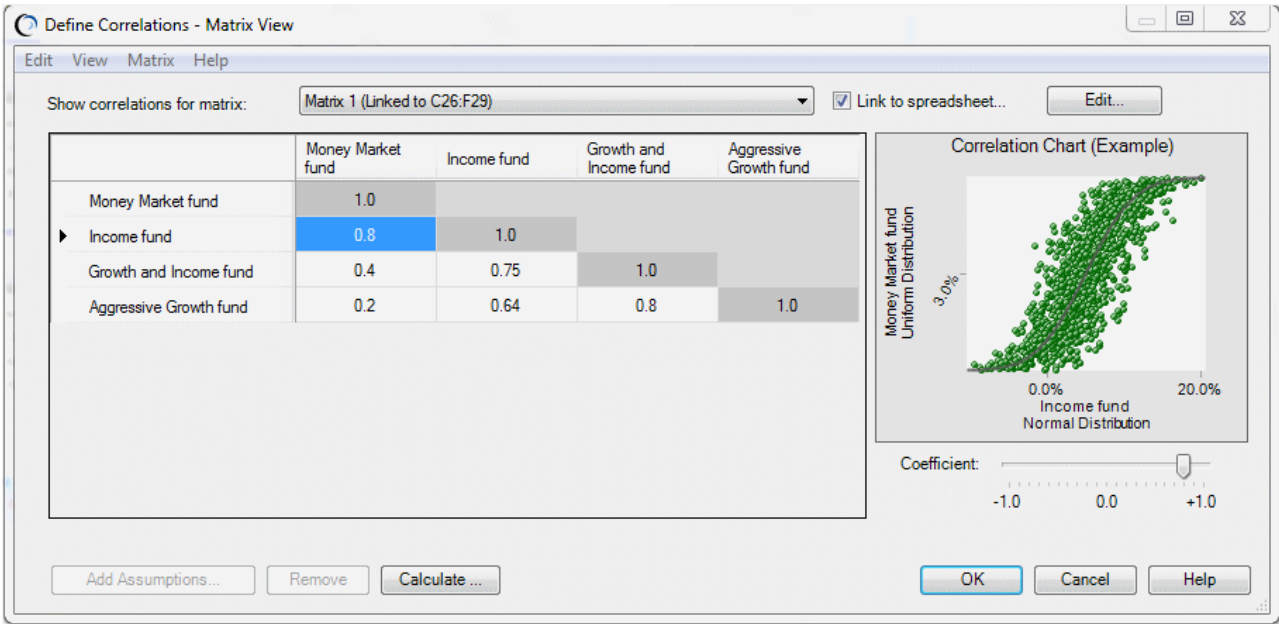 Define Correlations - Matrix View
Edit View Matrix Help
Show correlations for matrix: Matrix 1 (Linked to C26:F29) Link to spreadsheet... Edit...
Money Market fund Income fund Growth and Income fund Aggressive Growth fund
Money Market fund 1.0
Income fund 0.8 1.0
Growth and Income fund 0.4 0.75 1.0
Aggressive Growth fund 0.2 0.64 0.8 1.0
Correlation Chart (Example)
Money Market fund
Uniform Distribution
3.0%
0.0% 20.0%
Income fund
Normal Distribution
Coefficient:
-1.0 0.0 +1.0
Add Assumptions... Remove Calculate ... OK Cancel Help